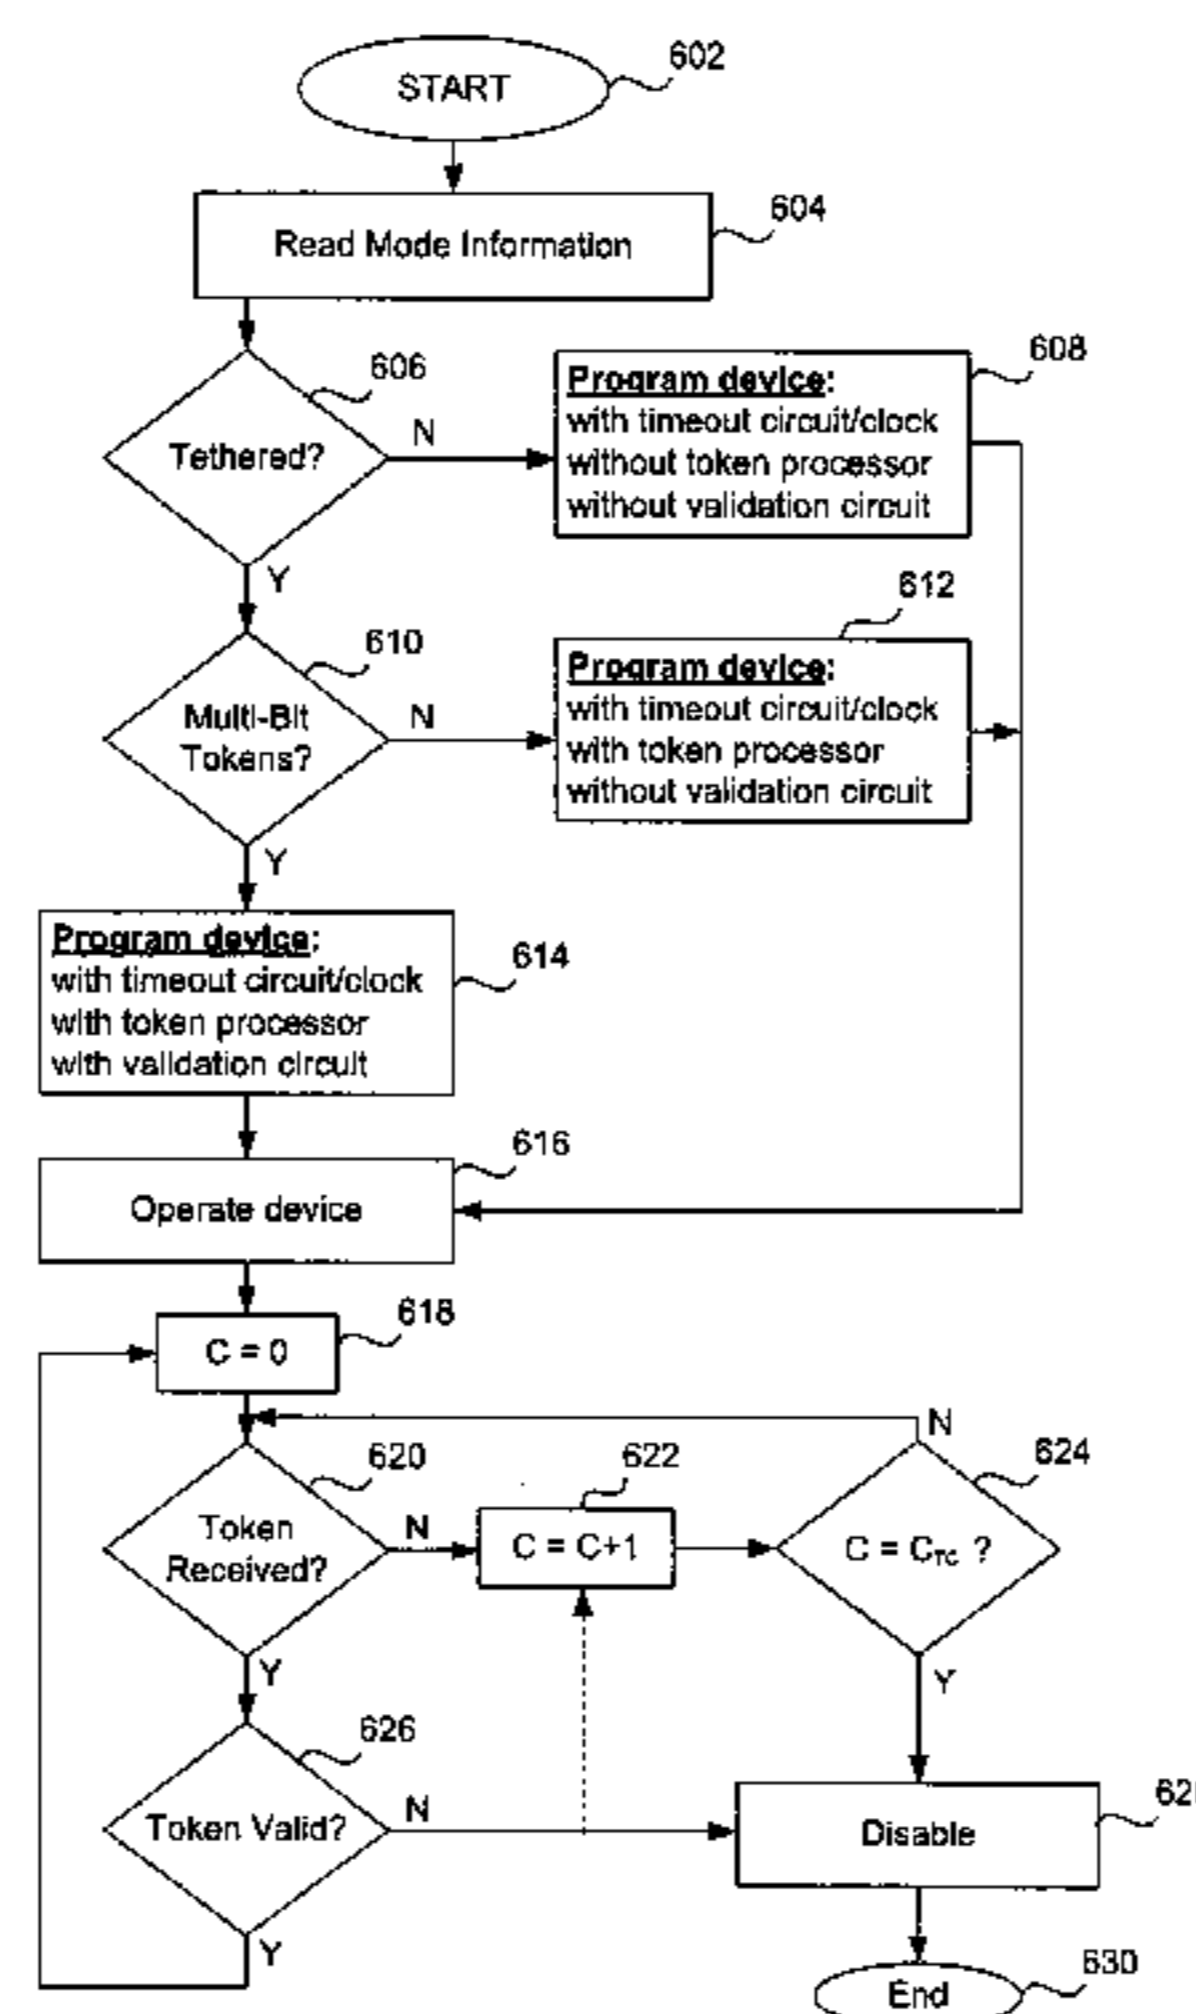 START
602
Read Mode Information
604
606
Tethered?
N
Y
Program device:
with timeout circuit/clock
without token processor
without validation circuit
608
610
Multi-Bit
Tokens?
N
Y
612
Program device:
with timeout circuit/clock
with token processor
without validation circuit
Program device:
with timeout circuit/clock
with token processor
with validation circuit
614
Operate device
616
C = 0
618
620
Token
Received?
N
Y
622
C = C+1
N
624
C = CTC ?
Y
626
Token Valid?
N
Y
Disable
End
630